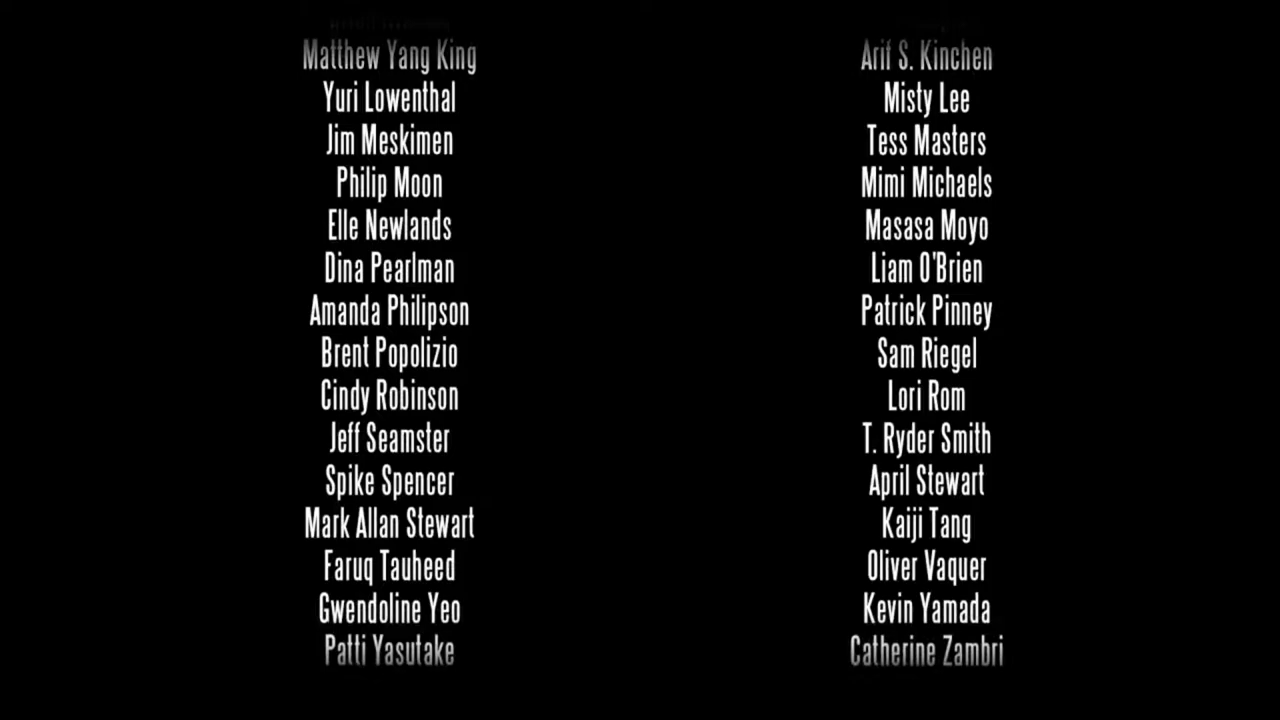 Matthew Yang King
Arif S. Kinchen
Yuri Lowenthal
Misty Lee
Jim Meskimen
Tess Masters
Philip Moon
Mimi Michaels
Elle Newlands
Masasa Moyo
Dina Pearlman
Liam O'Brien
Amanda Philipson
Patrick Pinney
Brent Popolizio
Sam Riegel
Cindy Robinson
Lori Rom
Jeff Seamster
T. Ryder Smith
Spike Spencer
April Stewart
Mark Allan Stewart
Kaiji Tang
Faruq Tauheed
Oliver Vaquer
Gwendoline Yeo
Kevin Yamada
Patti Yasutake
Catherine Zambri